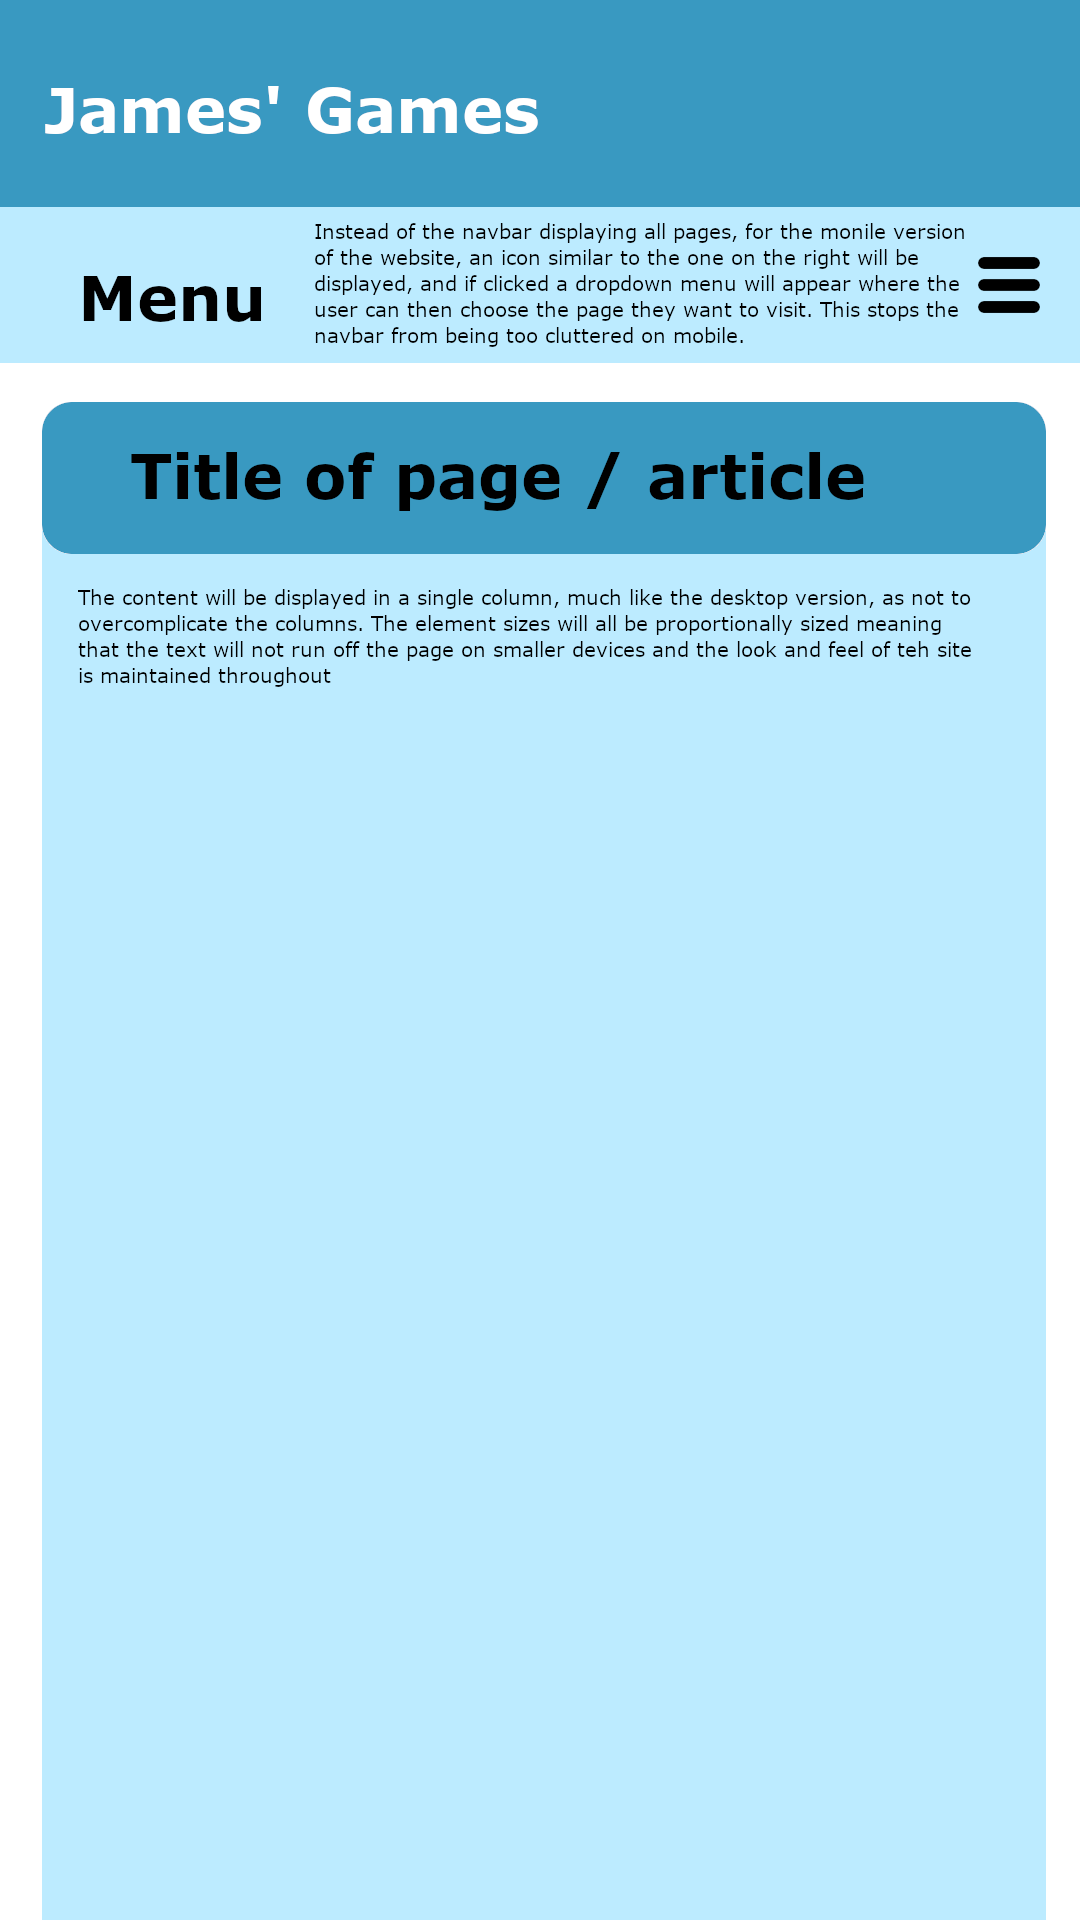 James' Games
Menu
Instead of the navbar displaying all pages, for the monile version
of the website, an icon similar to the one on the right will be
displayed, and if clicked a dropdown menu will appear where the
user can then choose the page they want to visit. This stops the
navbar from being too cluttered on mobile.
Title of page / article
The content will be displayed in a single column, much like the desktop version, as not to
overcomplicate the columns. The element sizes will all be proportionally sized meaning
that the text will not run off the page on smaller devices and the look and feel of teh site
is maintained throughout